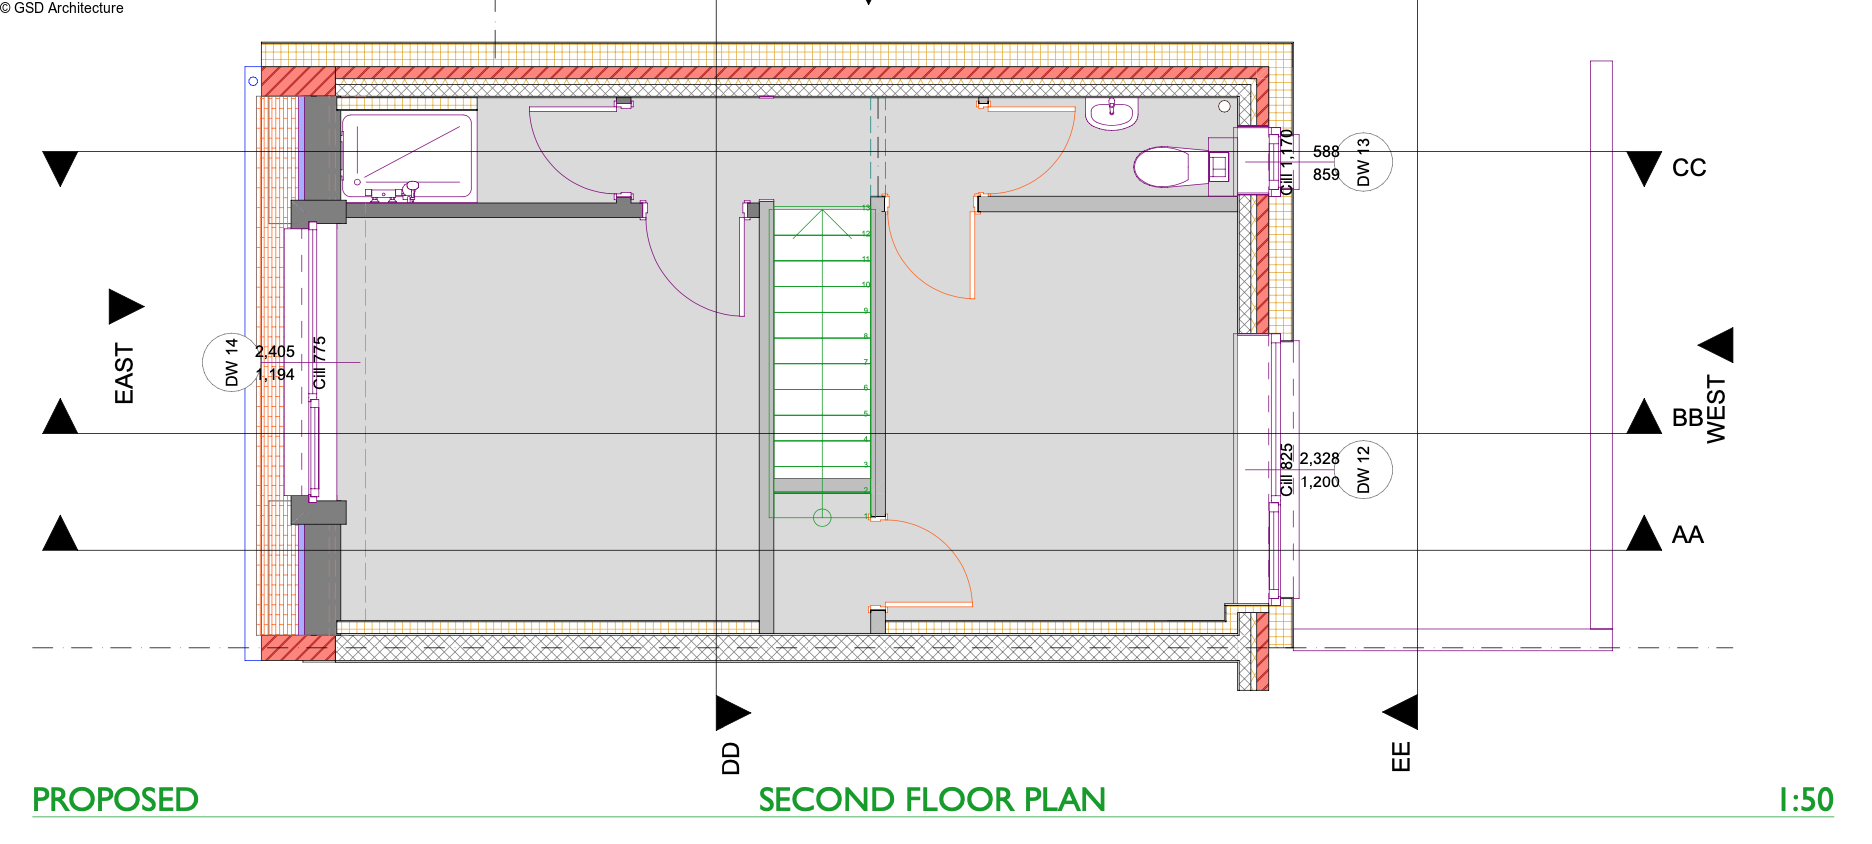 © GSD Architecture
CC
Cill 1,170
588
859
DW 13
EAST
DW 14
2,405
1,194
Cill 775
13
12
11
10
9
8
7
6
5
4
3
2
1
BB
WEST
Cill 825
2,328
1,200
DW 12
AA
DD
EE
PROPOSED
SECOND FLOOR PLAN
1:50